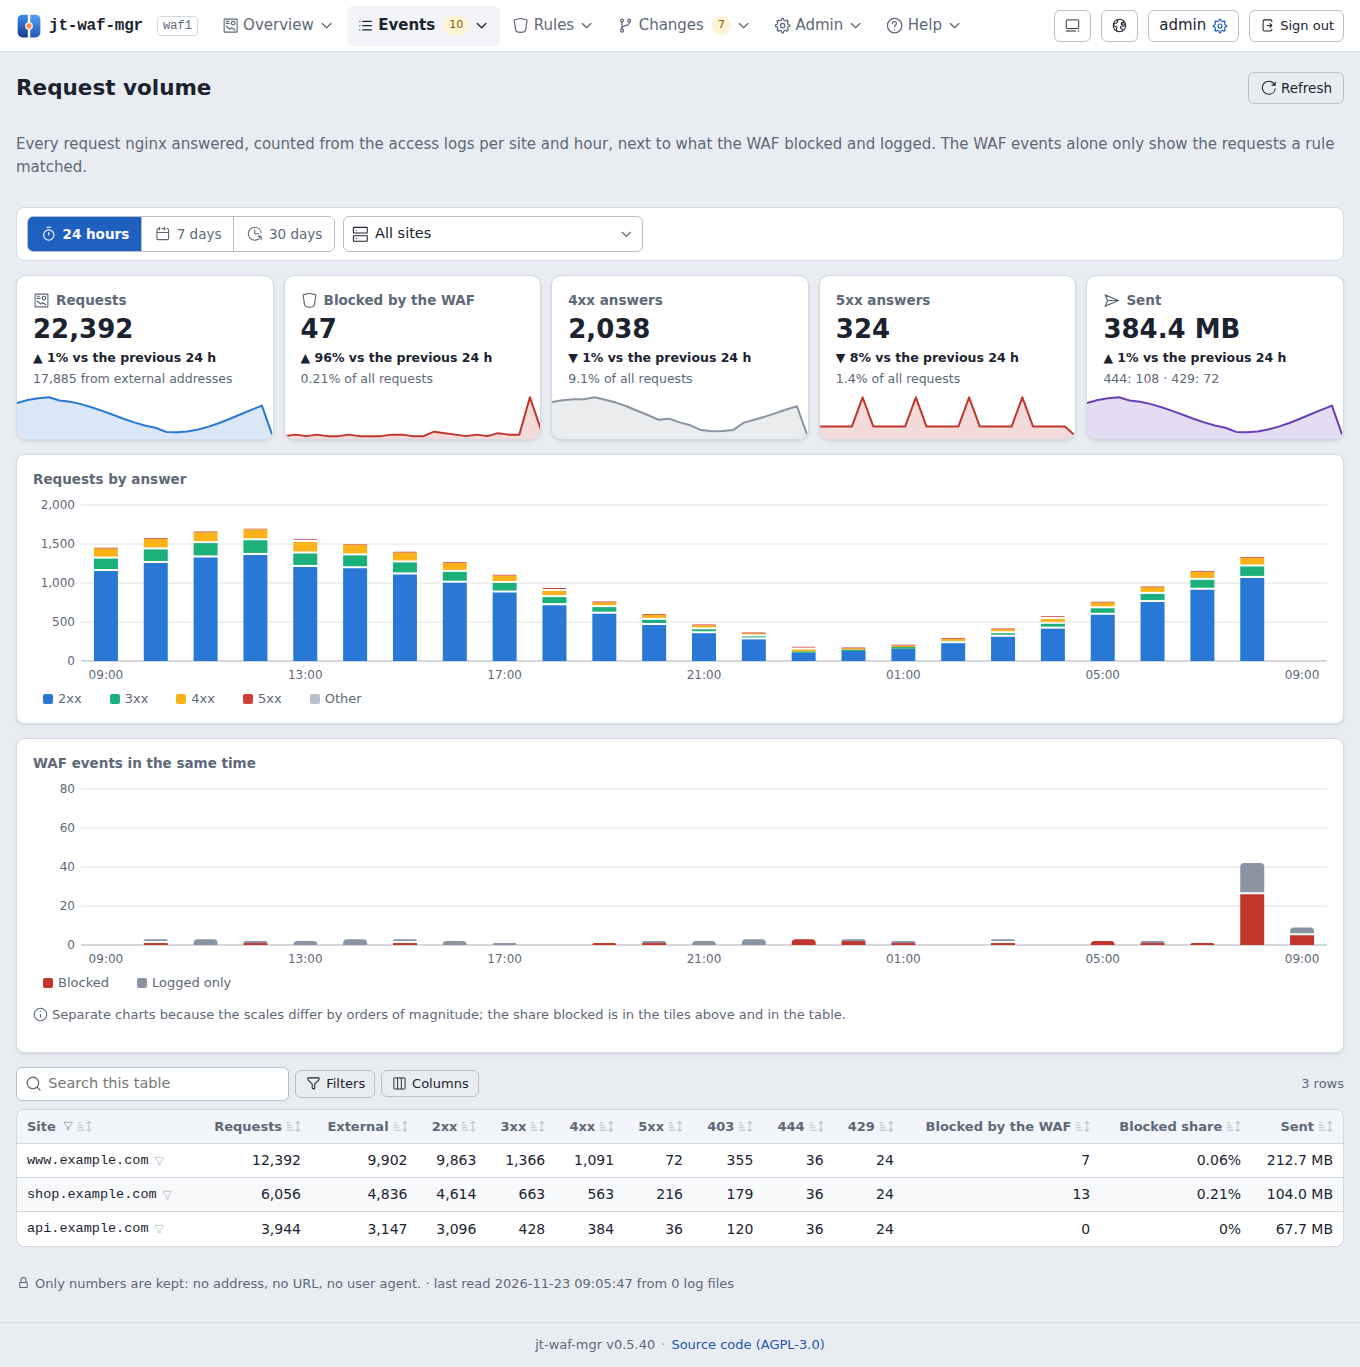 jt-waf-mgr waf1 Overview Events 10 Rules Changes 7 Admin Help admin Sign out
Request volume
Refresh
Every request nginx answered, counted from the access logs per site and hour, next to what the WAF blocked and logged. The WAF events alone only show the requests a rule
matched.
24 hours 7 days 30 days All sites
Requests
22,392
▲ 1% vs the previous 24 h
17,885 from external addresses
Blocked by the WAF
47
▲ 96% vs the previous 24 h
0.21% of all requests
4xx answers
2,038
▼ 1% vs the previous 24 h
9.1% of all requests
5xx answers
324
▼ 8% vs the previous 24 h
1.4% of all requests
Sent
384.4 MB
▲ 1% vs the previous 24 h
444: 108 · 429: 72
Requests by answer
2,000
1,500
1,000
500
0
09:00 13:00 17:00 21:00 01:00 05:00 09:00
2xx 3xx 4xx 5xx Other
WAF events in the same time
80
60
40
20
0
09:00 13:00 17:00 21:00 01:00 05:00 09:00
Blocked Logged only
Separate charts because the scales differ by orders of magnitude; the share blocked is in the tiles above and in the table.
Search this table Filters Columns 3 rows
Site Requests External 2xx 3xx 4xx 5xx 403 444 429 Blocked by the WAF Blocked share Sent
www.example.com 12,392 9,902 9,863 1,366 1,091 72 355 36 24 7 0.06% 212.7 MB
shop.example.com 6,056 4,836 4,614 663 563 216 179 36 24 13 0.21% 104.0 MB
api.example.com 3,944 3,147 3,096 428 384 36 120 36 24 0 0% 67.7 MB
Only numbers are kept: no address, no URL, no user agent. · last read 2026-11-23 09:05:47 from 0 log files
jt-waf-mgr v0.5.40 · Source code (AGPL-3.0)